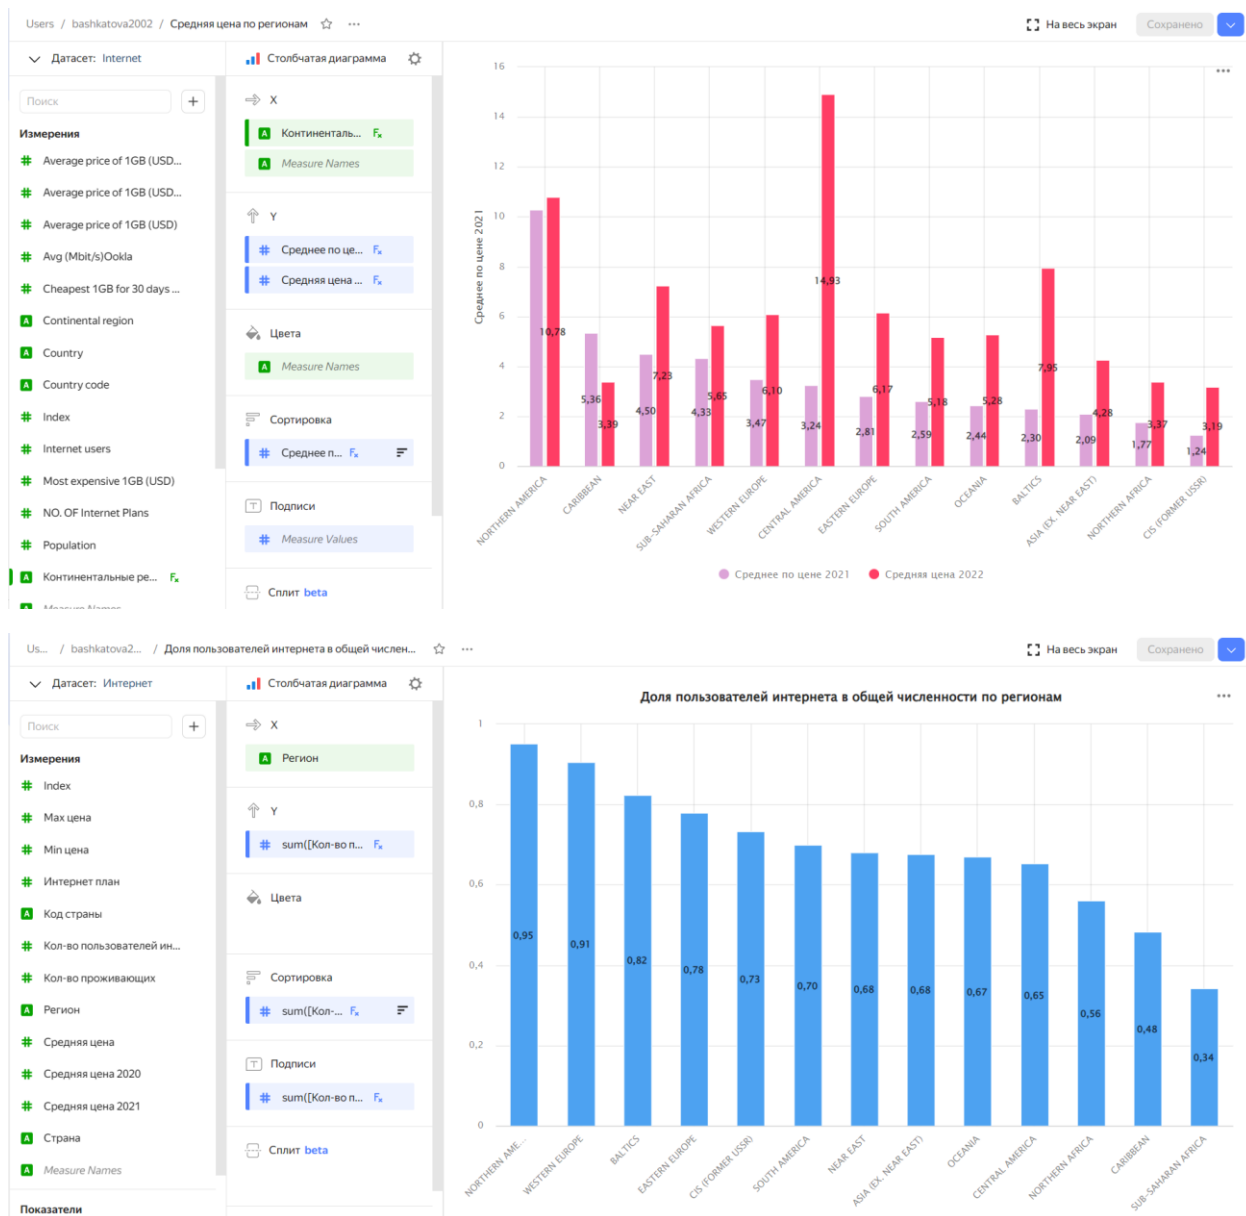 Users / bashkatova2002 / Средняя цена по регионам
На весь экран
Сохранено
Датасет: Internet
Столбчатая диаграмма
Поиск
Измерения
Average price of 1GB (USD...
Average price of 1GB (USD...
Average price of 1GB (USD)
Avg (Mbit/s)Ookla
Cheapest 1GB for 30 days ...
Continental region
Country
Country code
Index
Internet users
Most expensive 1GB (USD)
NO. OF Internet Plans
Population
Континентальные ре...
Measure Names
X
Континенталь...
Measure Names
Y
Среднее по це...
Средняя цена ...
Цвета
Measure Names
Сортировка
Среднее п...
Подписи
Measure Values
Сплит beta
Среднее по цене 2021
16
14
12
10
8
6
4
2
0
10,78
5,36
3,39
4,50
7,23
4,33
5,65
3,47
6,10
3,24
14,93
2,81
6,17
2,59
5,18
2,44
5,28
2,30
7,95
2,09
4,28
1,77
3,37
1,24
3,19
NORTHERN AMERICA
CARIBBEAN
NEAR EAST
SUB-SAHARAN AFRICA
WESTERN EUROPE
CENTRAL AMERICA
EASTERN EUROPE
SOUTH AMERICA
OCEANIA
BALTICS
ASIA (EX. NEAR EAST)
NORTHERN AFRICA
CIS (FORMER USSR)
Среднее по цене 2021
Средняя цена 2022
Us... / bashkatova2... / Доля пользователей интернета в общей числен...
На весь экран
Сохранено
Датасет: Интернет
Столбчатая диаграмма
Поиск
Измерения
Index
Max цена
Min цена
Интернет план
Код страны
Кол-во пользователей ин...
Кол-во проживающих
Регион
Средняя цена
Средняя цена 2020
Средняя цена 2021
Страна
Measure Names
Показатели
X
Регион
Y
sum([Кол-во п...
Цвета
Сортировка
sum([Кол-...
Подписи
sum([Кол-во п...
Сплит beta
Доля пользователей интернета в общей численности по регионам
1
0,8
0,6
0,4
0,2
0
0,95
0,91
0,82
0,78
0,73
0,70
0,68
0,68
0,67
0,65
0,56
0,48
0,34
NORTHERN AME...
WESTERN EUROPE
BALTICS
EASTERN EUROPE
CIS (FORMER USSR)
SOUTH AMERICA
NEAR EAST
ASIA (EX. NEAR EAST)
OCEANIA
CENTRAL AMERICA
NORTHERN AFRICA
CARIBBEAN
SUB-SAHARAN AFRICA